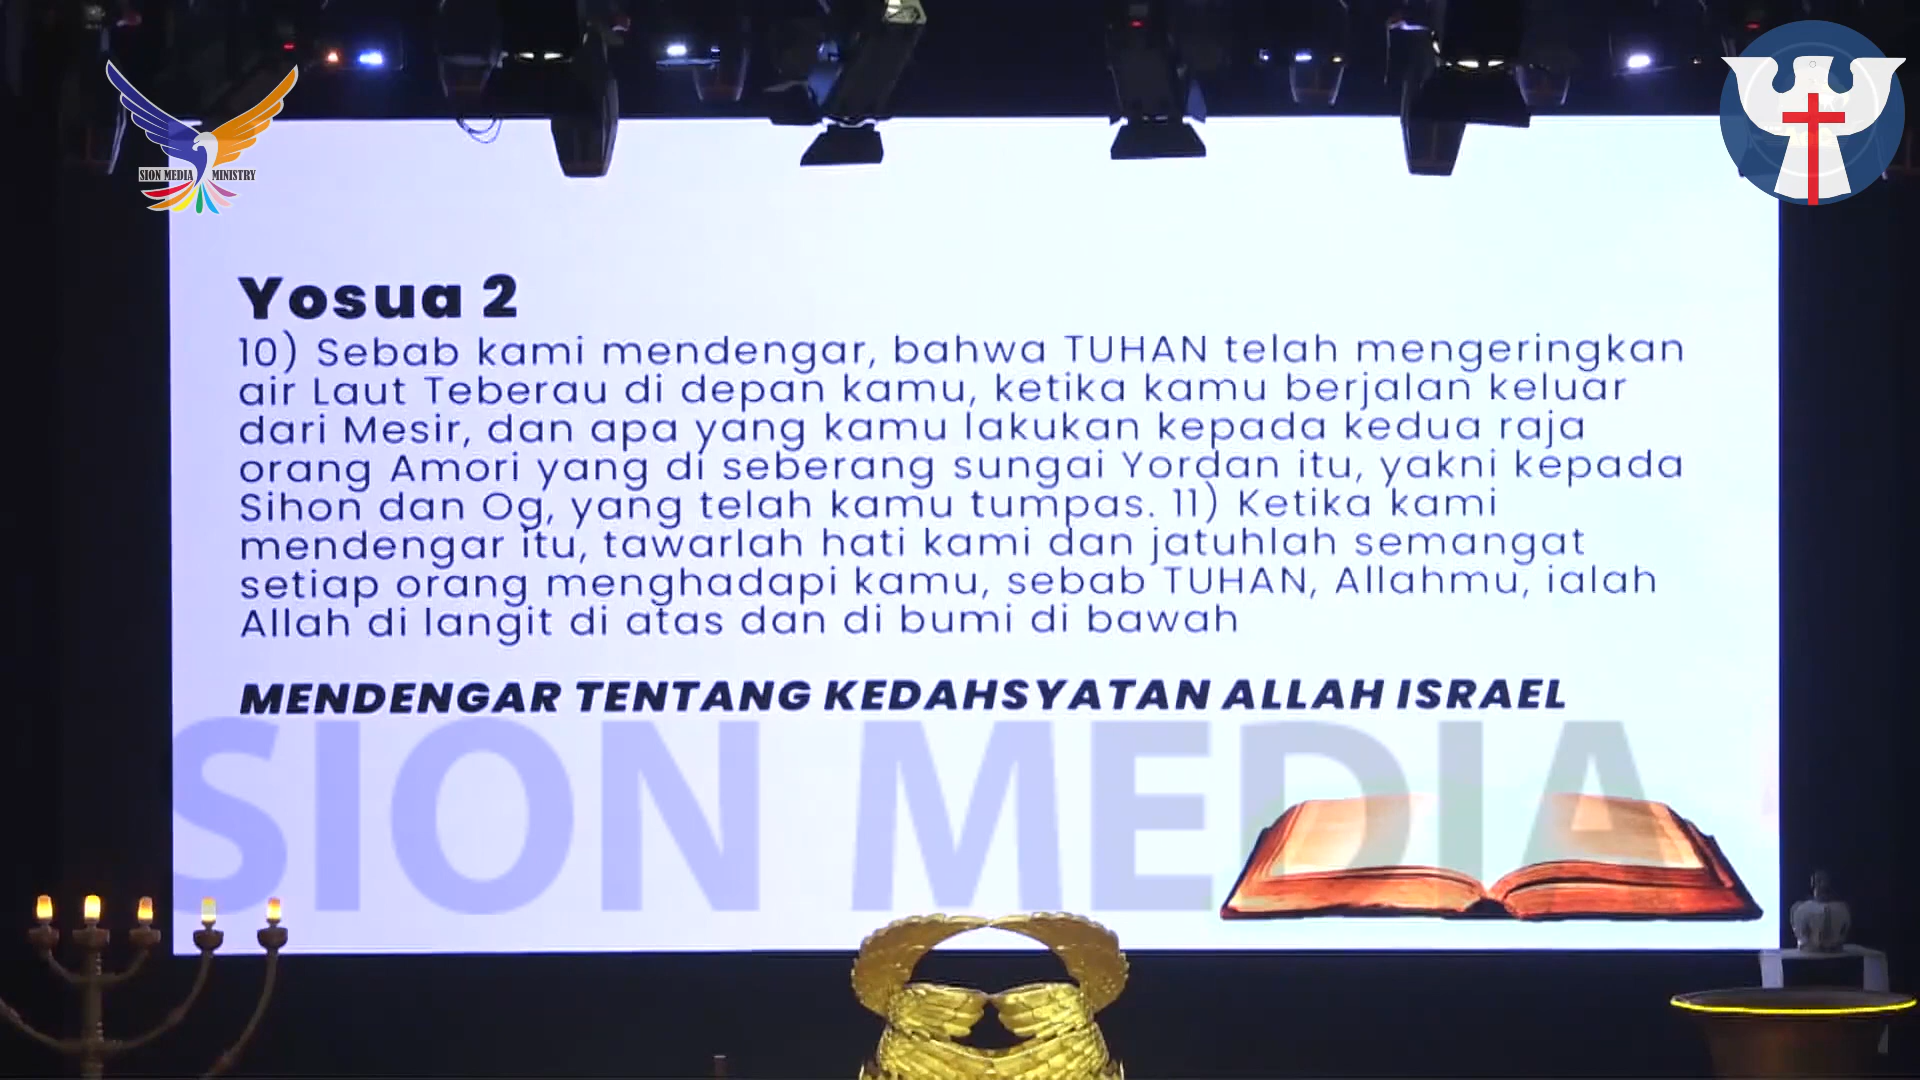 SION MEDIA MINISTRY
Yosua 2
10) Sebab kami mendengar, bahwa TUHAN telah mengeringkan
air Laut Teberau di depan kamu, ketika kamu berjalan keluar
dari Mesir, dan apa yang kamu lakukan kepada kedua raja
orang Amori yang di seberang sungai Yordan itu, yakni kepada
Sihon dan Og, yang telah kamu tumpas. 11) Ketika kami
mendengar itu, tawarlah hati kami dan jatuhlah semangat
setiap orang menghadapi kamu, sebab TUHAN, Allahmu, ialah
Allah di langit di atas dan di bumi di bawah
MENDENGAR TENTANG KEDAHSYATAN ALLAH ISRAEL
SION MEDIA